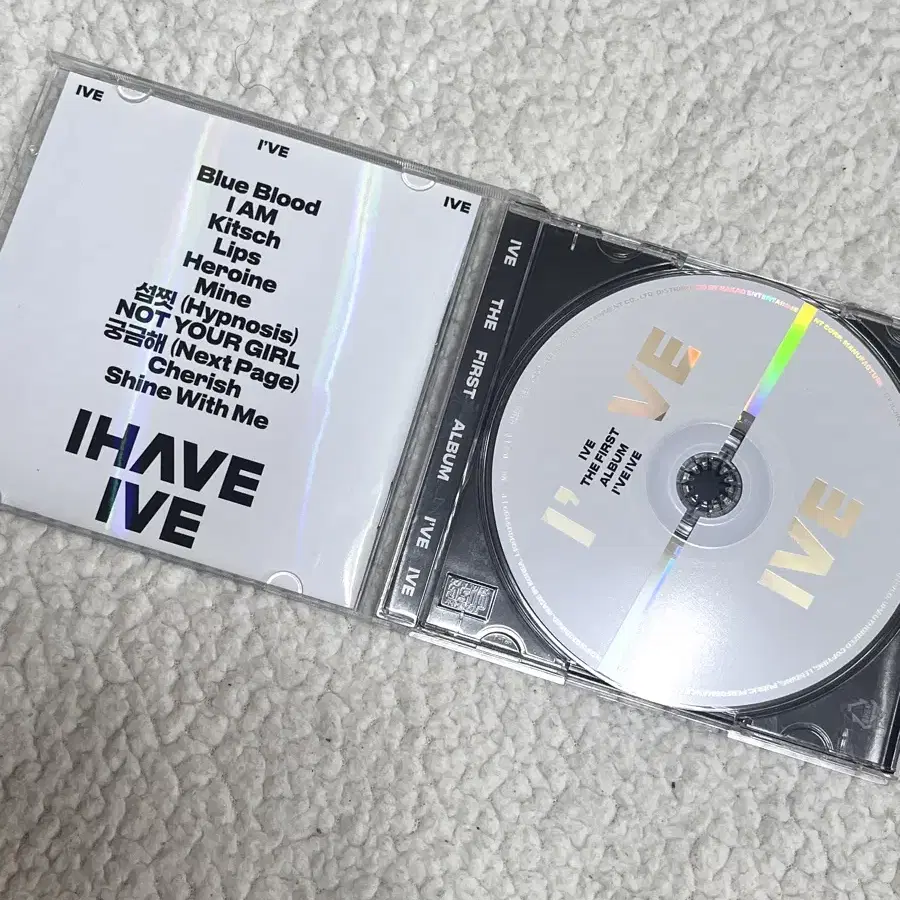 IVE
I'VE
IVE
Blue Blood
I AM
Kitsch
Lips
Heroine
Mine
섬찟 (Hypnosis)
NOT YOUR GIRL
궁금해 (Next Page)
Cherish
Shine With Me
I HAVE
IVE
IVE THE FIRST ALBUM I'VE IVE
I'VE
IVE
THE FIRST
ALBUM
I'VE IVE
IVE